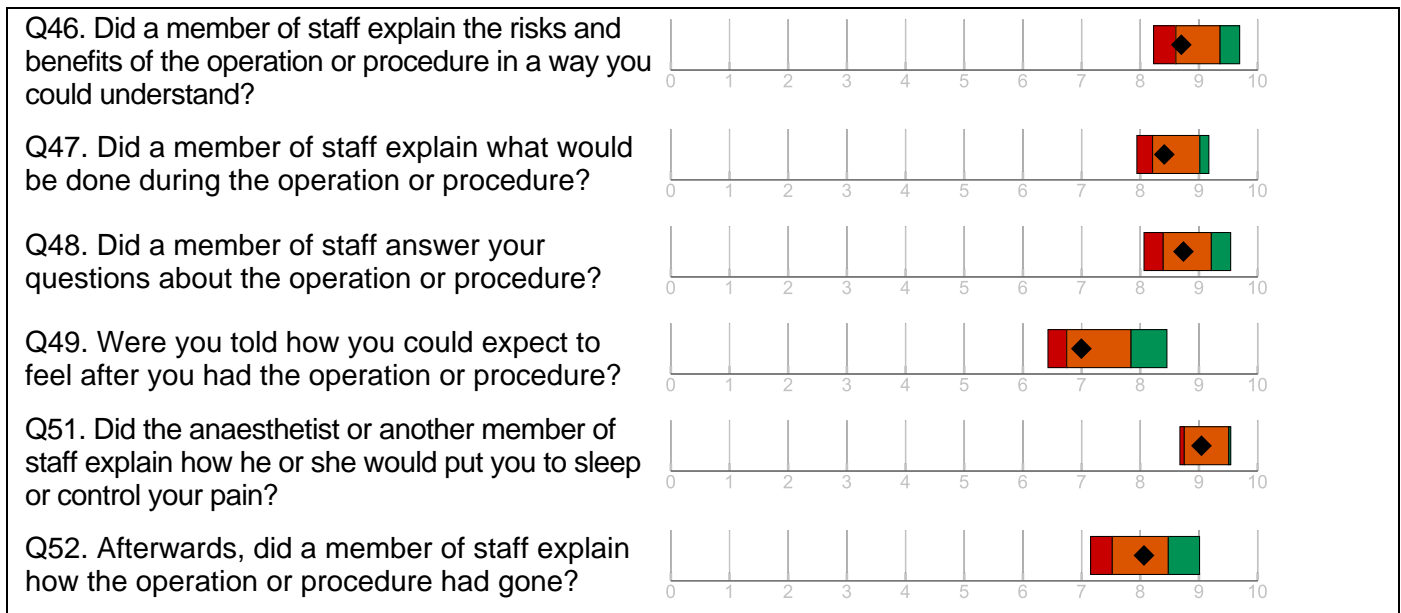 Q46. Did a member of staff explain the risks and
benefits of the operation or procedure in a way you
could understand?
0 1 2 3 4 5 6 7 8 9 10
Q47. Did a member of staff explain what would
be done during the operation or procedure?
0 1 2 3 4 5 6 7 8 9 10
Q48. Did a member of staff answer your
questions about the operation or procedure?
0 1 2 3 4 5 6 7 8 9 10
Q49. Were you told how you could expect to
feel after you had the operation or procedure?
0 1 2 3 4 5 6 7 8 9 10
Q51. Did the anaesthetist or another member of
staff explain how he or she would put you to sleep
or control your pain?
0 1 2 3 4 5 6 7 8 9 10
Q52. Afterwards, did a member of staff explain
how the operation or procedure had gone?
0 1 2 3 4 5 6 7 8 9 10